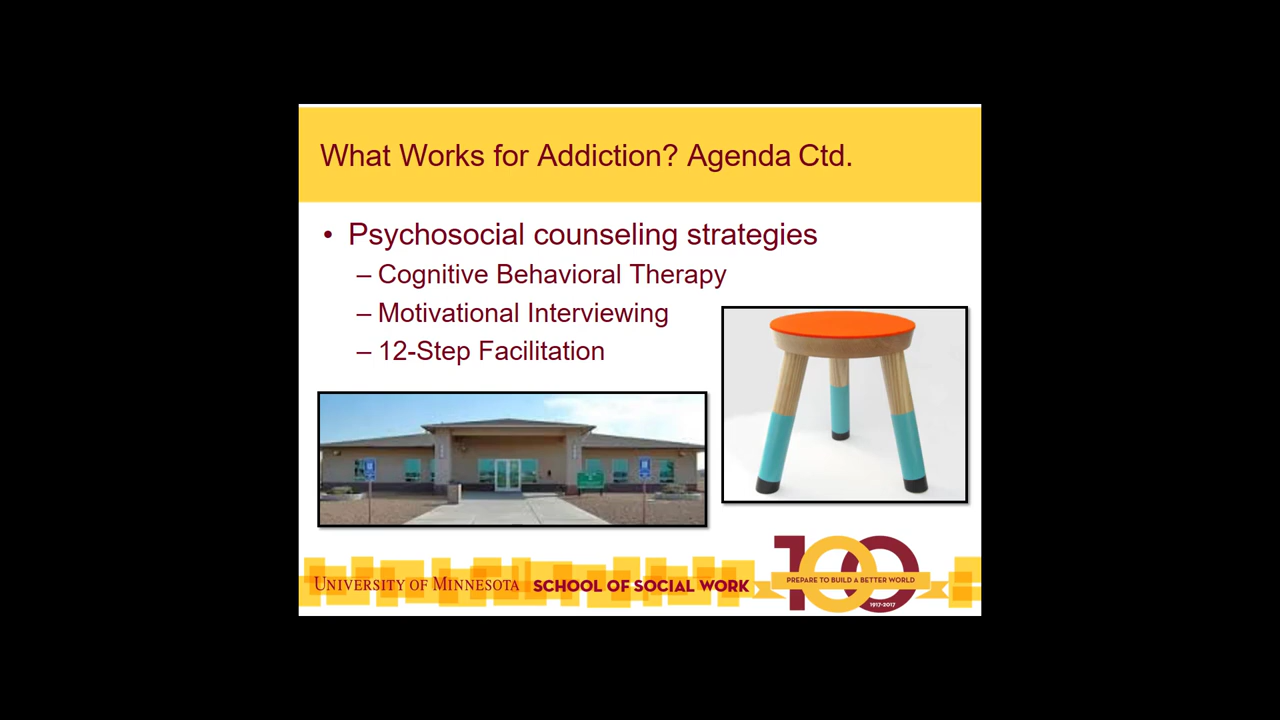 What Works for Addiction? Agenda Ctd.
• Psychosocial counseling strategies
– Cognitive Behavioral Therapy
– Motivational Interviewing
– 12-Step Facilitation
UNIVERSITY OF MINNESOTA SCHOOL OF SOCIAL WORK
100
PREPARE TO BUILD A BETTER WORLD
1917-2017